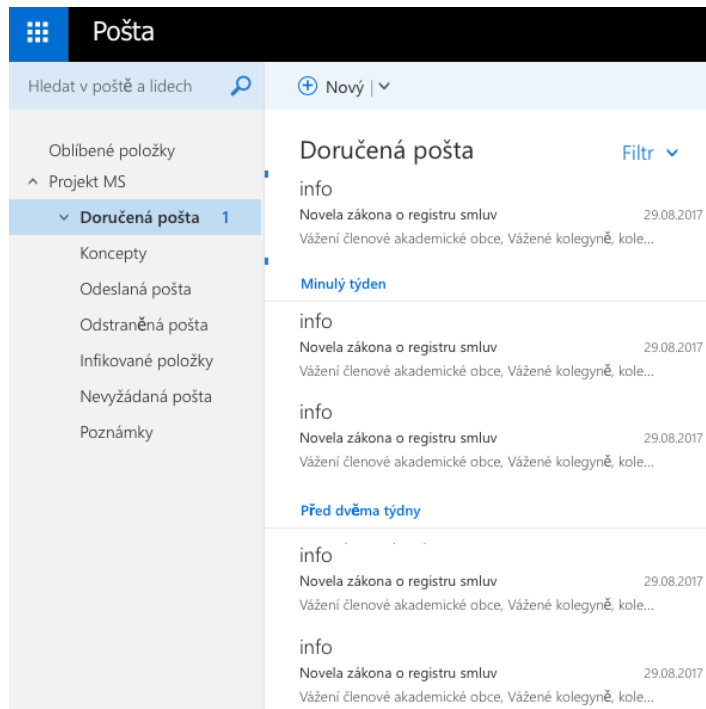 Pošta
Hledat v poště a lidech
Nový
Oblíbené položky
Projekt MS
Doručená pošta 1
Koncepty
Odeslaná pošta
Odstraněná pošta
Infikované položky
Nevyžádaná pošta
Poznámky
Doručená pošta Filtr
info
Novela zákona o registru smluv 29.08.2017
Vážení členové akademické obce, Vážené kolegyně, kole...
Minulý týden
info
Novela zákona o registru smluv 29.08.2017
Vážení členové akademické obce, Vážené kolegyně, kole...
info
Novela zákona o registru smluv 29.08.2017
Vážení členové akademické obce, Vážené kolegyně, kole...
Před dvěma týdny
info
Novela zákona o registru smluv 29.08.2017
Vážení členové akademické obce, Vážené kolegyně, kole...
info
Novela zákona o registru smluv 29.08.2017
Vážení členové akademické obce, Vážené kolegyně, kole...